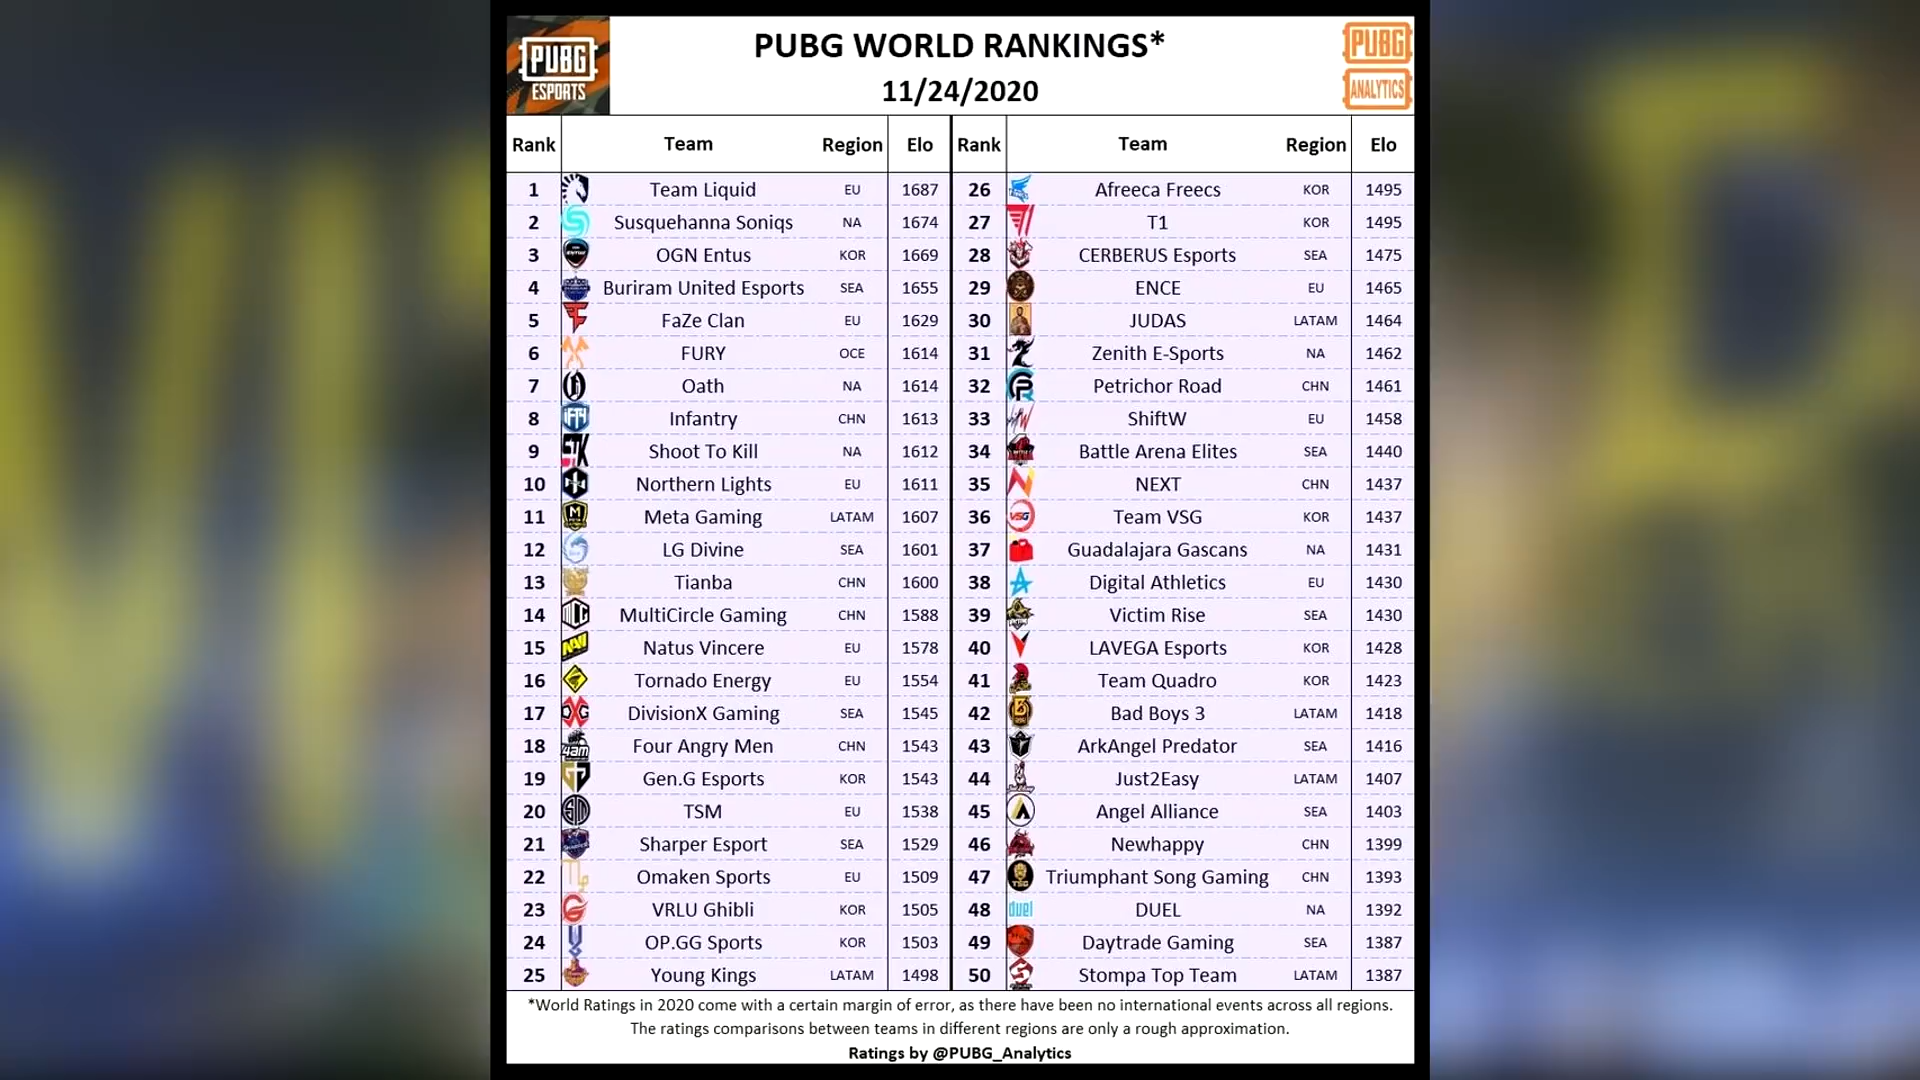 PUBG
ESPORTS
PUBG WORLD RANKINGS*
11/24/2020
PUBG
ANALYTICS
Rank Team Region Elo Rank Team Region Elo
1 Team Liquid EU 1687 26 Afreeca Freecs KOR 1495
2 Susquehanna Soniqs NA 1674 27 T1 KOR 1495
3 OGN Entus KOR 1669 28 CERBERUS Esports SEA 1475
4 Buriram United Esports SEA 1655 29 ENCE EU 1465
5 FaZe Clan EU 1629 30 JUDAS LATAM 1464
6 FURY OCE 1614 31 Zenith E-Sports NA 1462
7 Oath NA 1614 32 Petrichor Road CHN 1461
8 Infantry CHN 1613 33 ShiftW EU 1458
9 Shoot To Kill NA 1612 34 Battle Arena Elites SEA 1440
10 Northern Lights EU 1611 35 NEXT CHN 1437
11 Meta Gaming LATAM 1607 36 Team VSG KOR 1437
12 LG Divine SEA 1601 37 Guadalajara Gascans NA 1431
13 Tianba CHN 1600 38 Digital Athletics EU 1430
14 MultiCircle Gaming CHN 1588 39 Victim Rise SEA 1430
15 Natus Vincere EU 1578 40 LAVEGA Esports KOR 1428
16 Tornado Energy EU 1554 41 Team Quadro KOR 1423
17 DivisionX Gaming SEA 1545 42 Bad Boys 3 LATAM 1418
18 Four Angry Men CHN 1543 43 ArkAngel Predator SEA 1416
19 Gen.G Esports KOR 1543 44 Just2Easy LATAM 1407
20 TSM EU 1538 45 Angel Alliance SEA 1403
21 Sharper Esport SEA 1529 46 Newhappy CHN 1399
22 Omaken Sports EU 1509 47 Triumphant Song Gaming CHN 1393
23 VRLU Ghibli KOR 1505 48 DUEL NA 1392
24 OP.GG Sports KOR 1503 49 Daytrade Gaming SEA 1387
25 Young Kings LATAM 1498 50 Stompa Top Team LATAM 1387
*World Ratings in 2020 come with a certain margin of error, as there have been no international events across all regions.
The ratings comparisons between teams in different regions are only a rough approximation.
Ratings by @PUBG_Analytics